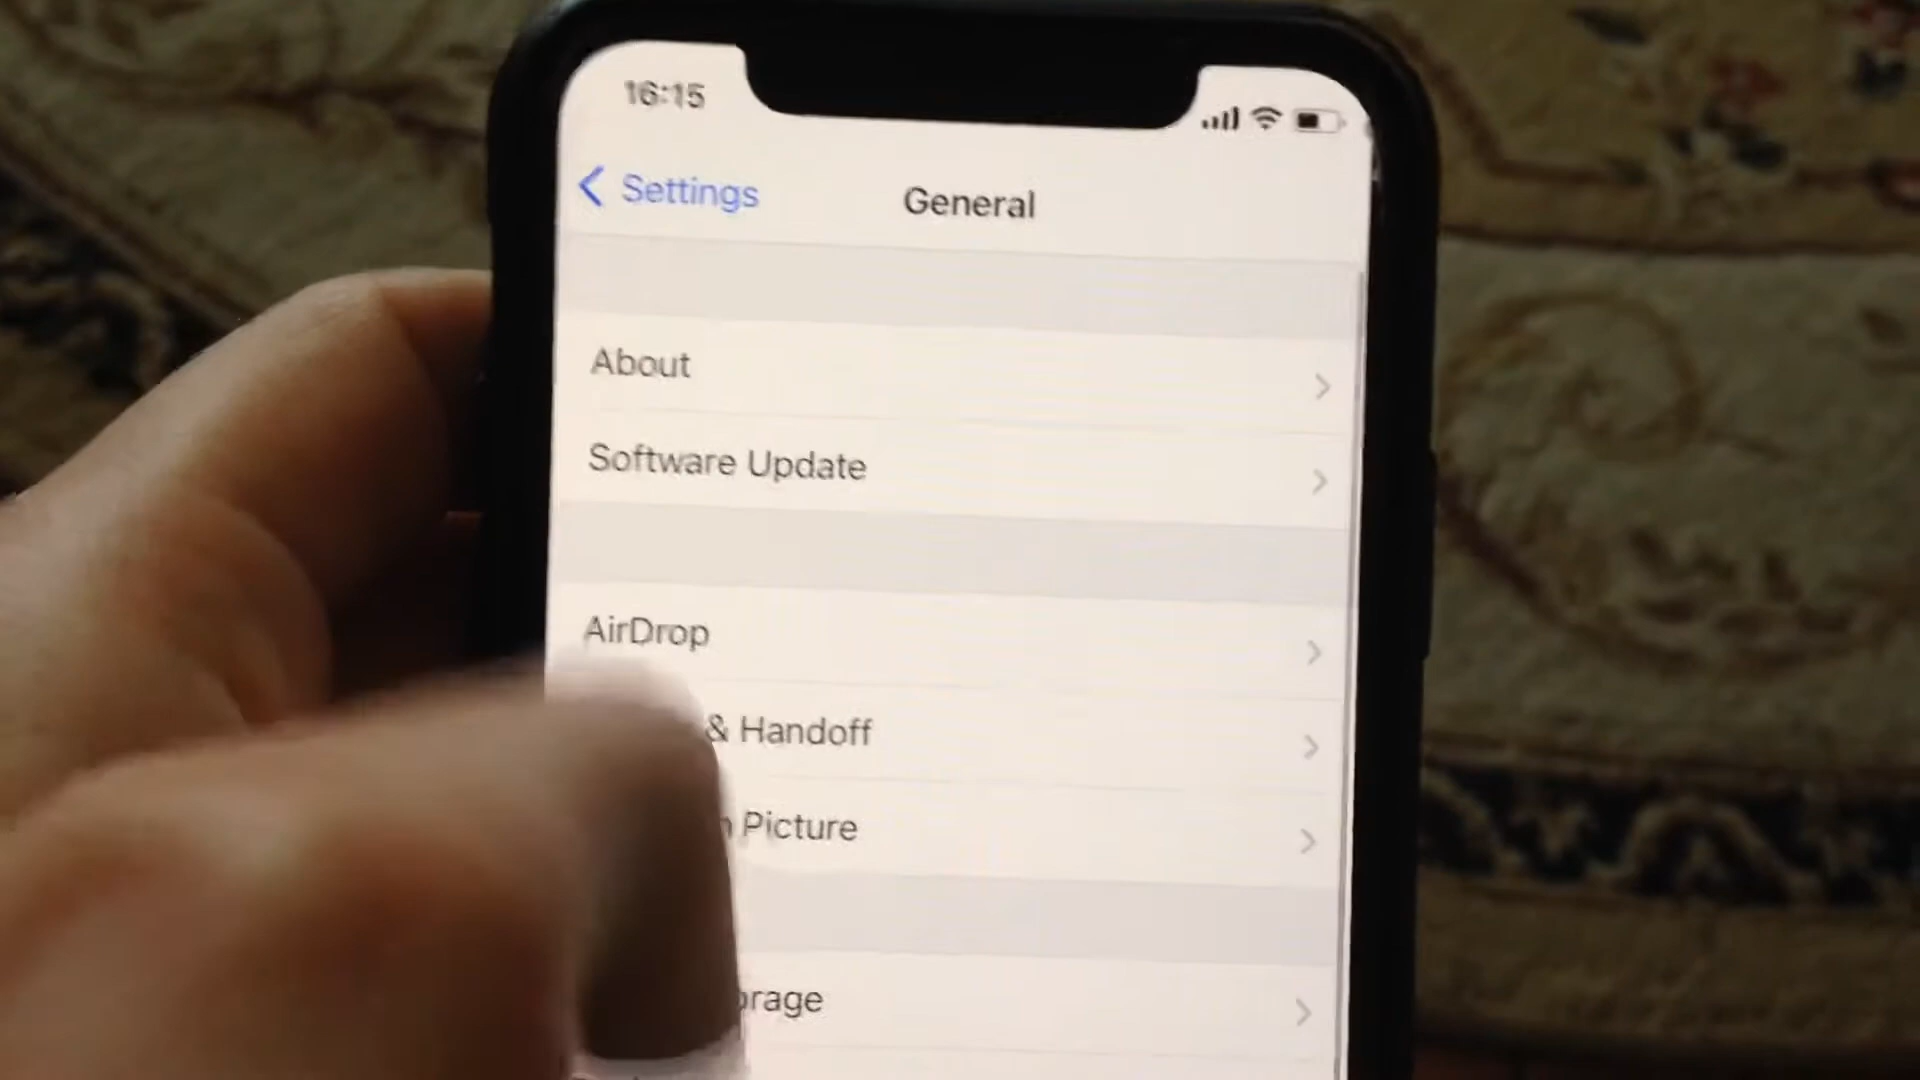 16:15
Settings
General
About
Software Update
AirDrop
& Handoff
Picture
orage